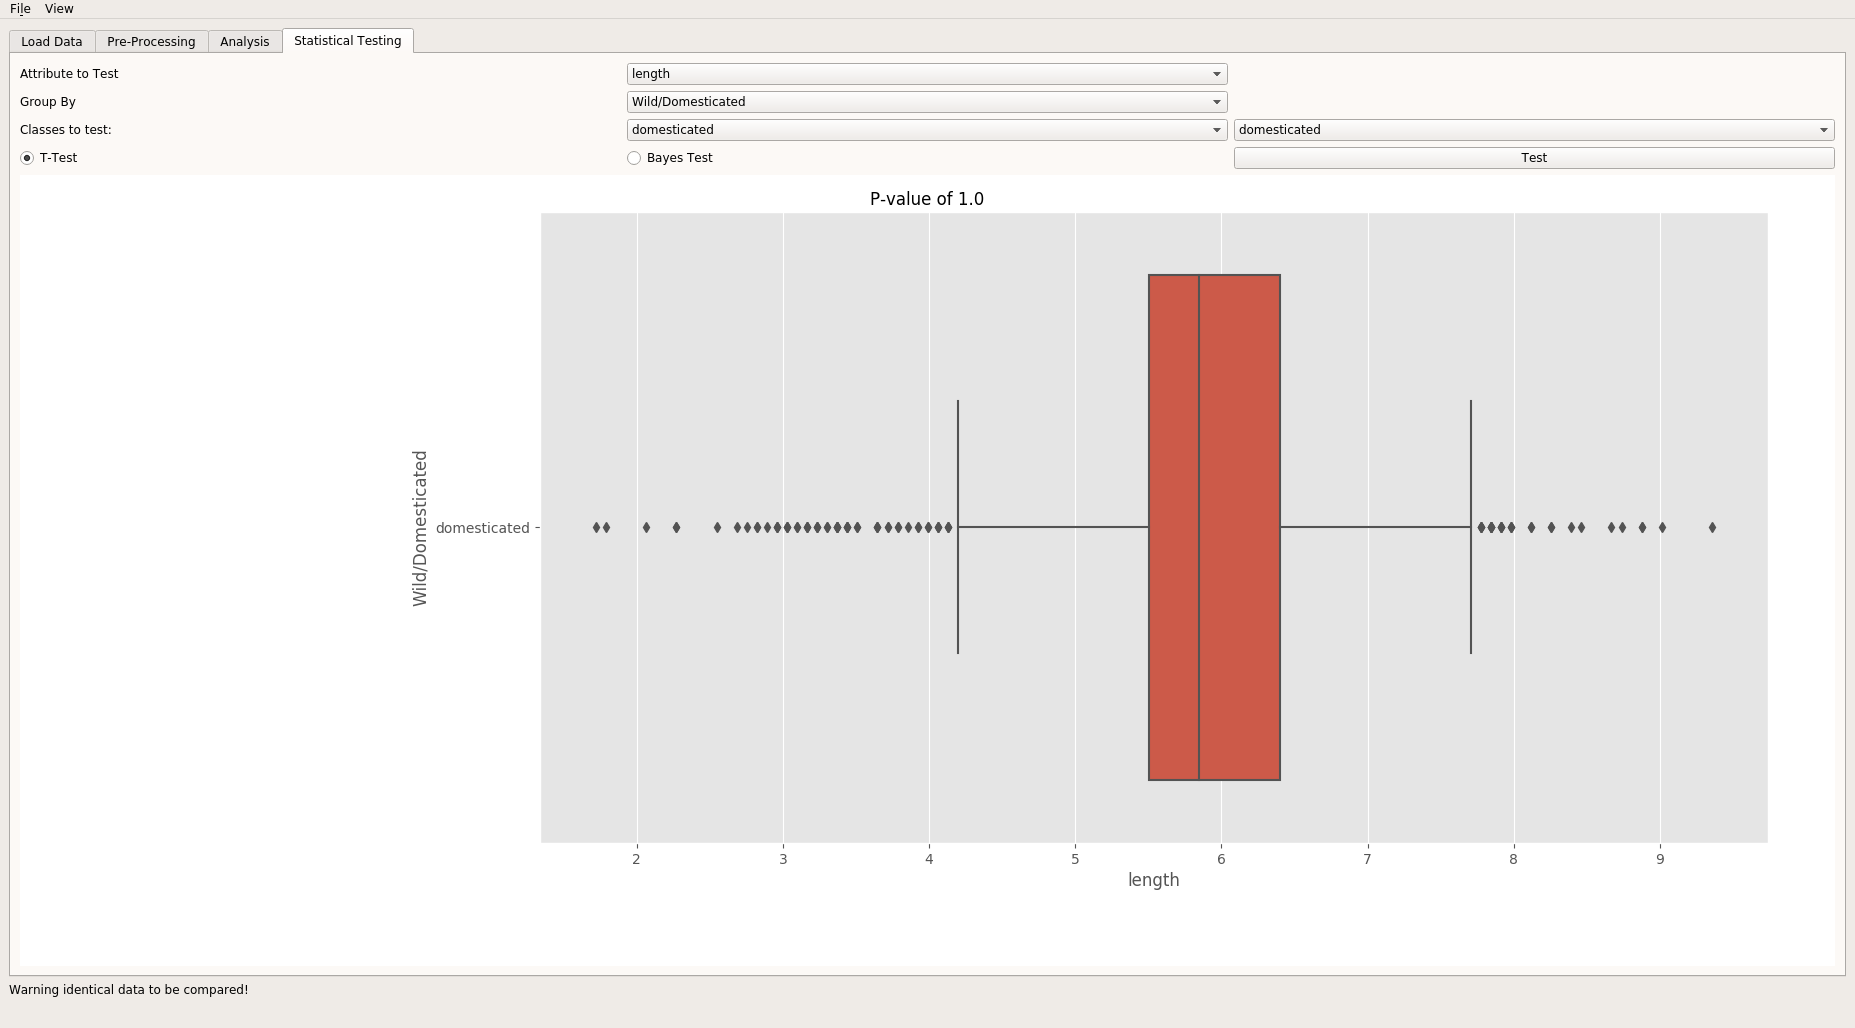 File View
Load Data Pre-Processing Analysis Statistical Testing
Attribute to Test length
Group By Wild/Domesticated
Classes to test: domesticated domesticated
T-Test Bayes Test Test
P-value of 1.0
Wild/Domesticated
domesticated
2 3 4 5 6 7 8 9
length
Warning identical data to be compared!